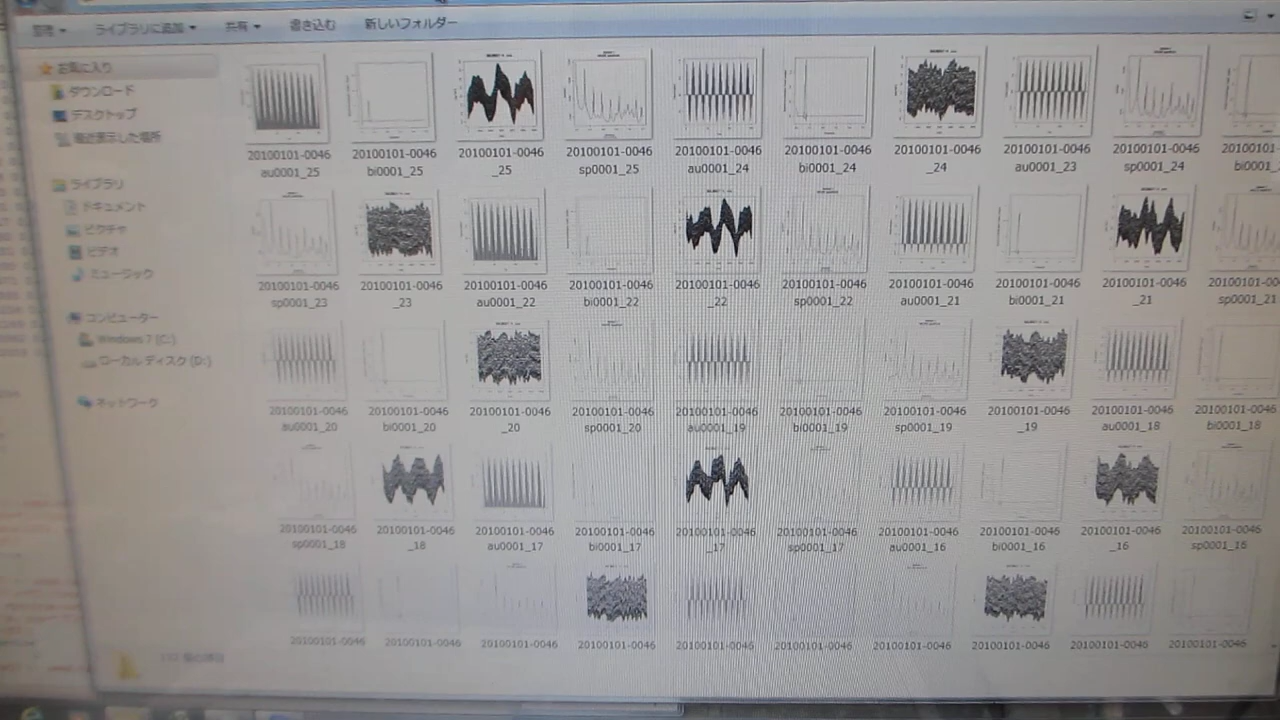 整理 ライブラリに追加 共有 書き込む 新しいフォルダー
お気に入り
ダウンロード
デスクトップ
最近表示した場所
ライブラリ
ドキュメント
ピクチャ
ビデオ
ミュージック
コンピューター
Windows 7 (C:)
ローカル ディスク (D:)
ネットワーク
20100101-0046 20100101-0046 20100101-0046 20100101-0046 20100101-0046 20100101-0046 20100101-0046 20100101-0046 20100101-0046 20100101-
au0001_25 bi0001_25 _25 sp0001_25 au0001_24 bi0001_24 _24 au0001_23 sp0001_24 bi0001_
20100101-0046 20100101-0046 20100101-0046 20100101-0046 20100101-0046 20100101-0046 20100101-0046 20100101-0046 20100101-0046 20100101-0046
sp0001_23 _23 au0001_22 bi0001_22 _22 sp0001_22 au0001_21 bi0001_21 _21 sp0001_21
20100101-0046 20100101-0046 20100101-0046 20100101-0046 20100101-0046 20100101-0046 20100101-0046 20100101-0046 20100101-0046 20100101-0046
au0001_20 bi0001_20 _20 sp0001_20 au0001_19 bi0001_19 sp0001_19 _19 au0001_18 bi0001_18
20100101-0046 20100101-0046 20100101-0046 20100101-0046 20100101-0046 20100101-0046 20100101-0046 20100101-0046 20100101-0046 20100101-0046
sp0001_18 _18 au0001_17 bi0001_17 _17 sp0001_17 au0001_16 bi0001_16 _16 sp0001_16
20100101-0046 20100101-0046 20100101-0046 20100101-0046 20100101-0046 20100101-0046 20100101-0046 20100101-0046 20100101-0046 20100101-0046